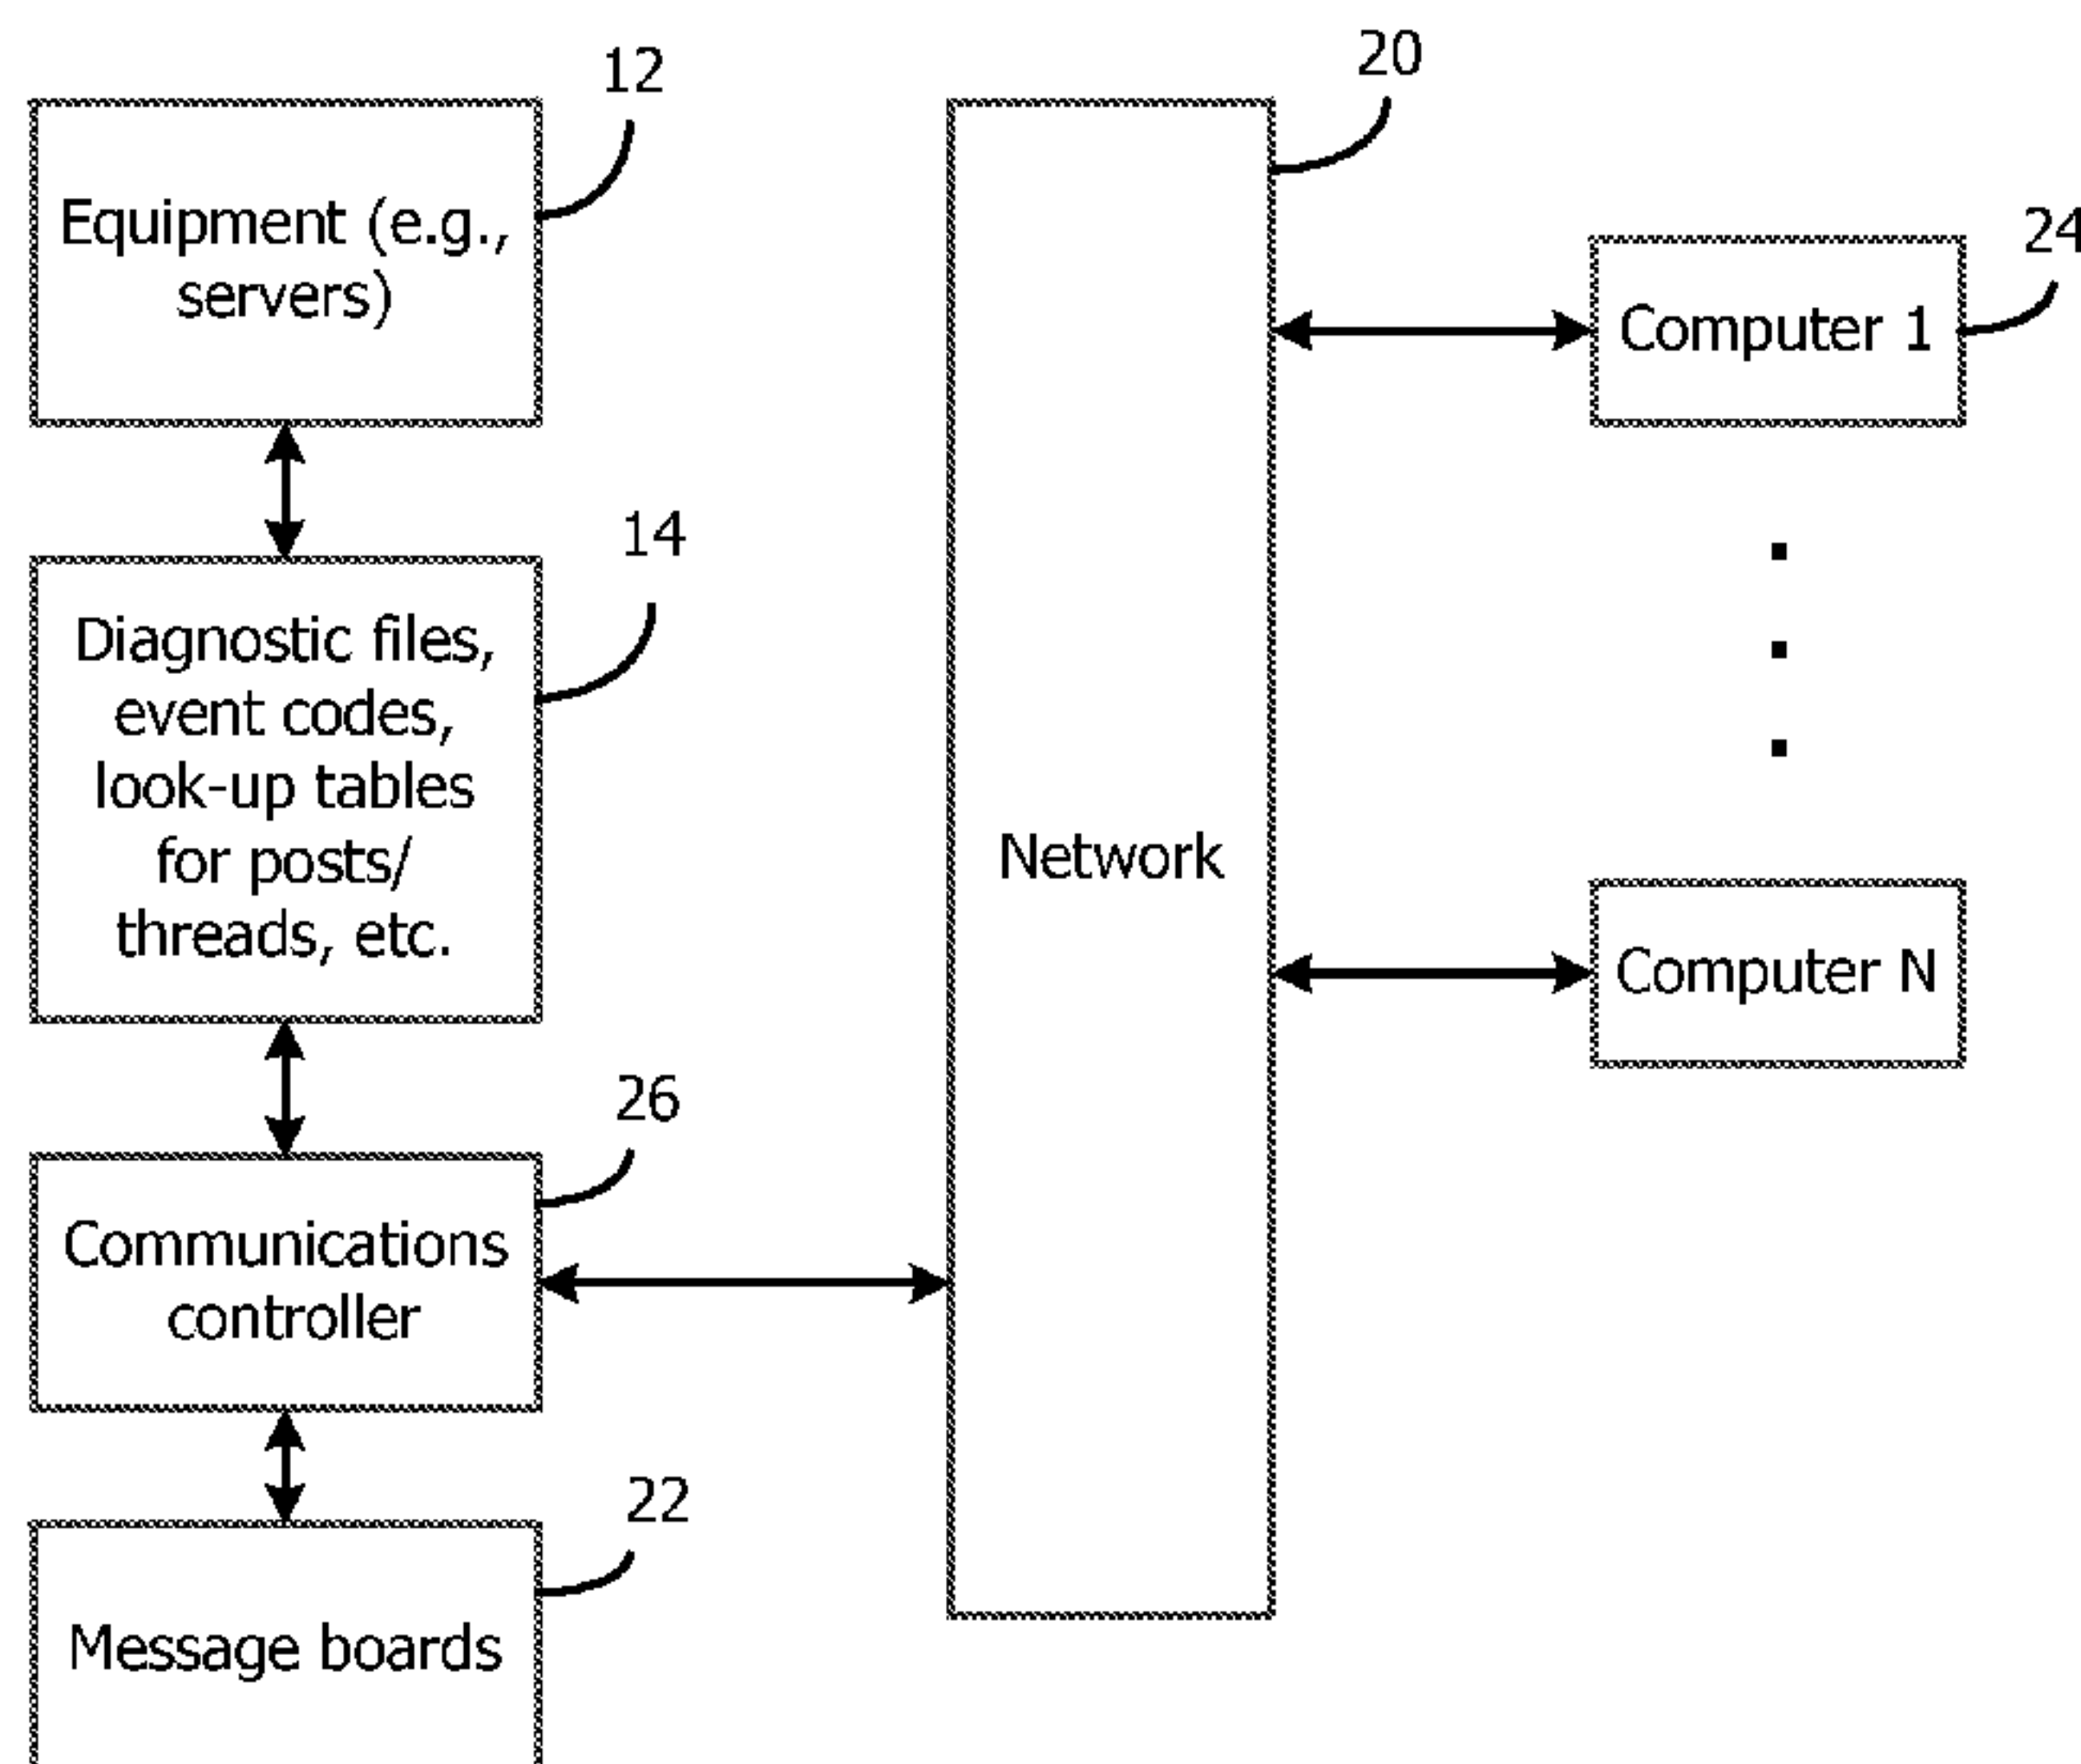 12
Equipment (e.g.,
servers)
14
Diagnostic files,
event codes,
look-up tables
for posts/
threads, etc.
26
Communications
controller
22
Message boards
20
Network
24
Computer 1
Computer N